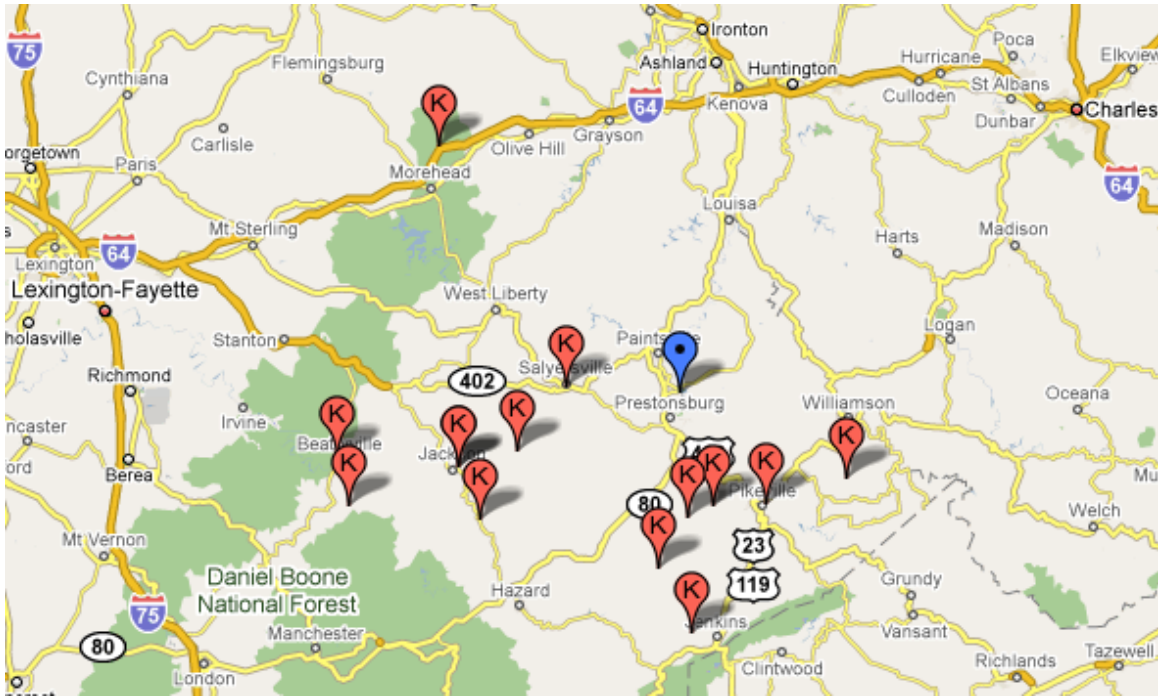 75
Cynthiana
Flemingsburg
Ironton
Ashland
Huntington
Hurricane
Poca
Elkview
St Albans
Culloden
Kenova
64
Dunbar
Charles
K
Grayson
Olive Hill
Carlisle
orgetown
Paris
Morehead
64
Louisa
Mt Sterling
64
Lexington
Harts
Madison
Lexington-Fayette
West Liberty
holasville
Stanton
Logan
K
Salyersville
402
Richmond
Irvine
Prestonsburg
Williamson
Oceana
K
K
K
K
ncaster
ford
Berea
K
K
K
K
K
80
K
Welch
Mt Vernon
K
23
Daniel Boone
National Forest
119
Hazard
Grundy
75
K
Jenkins
Vansant
Manchester
80
London
Clintwood
Richlands
Tazewell